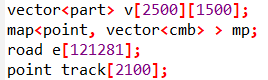 vector<part> v[2500][1500];
map<point, vector<cmb> > mp;
road e[121281];
point track[2100];